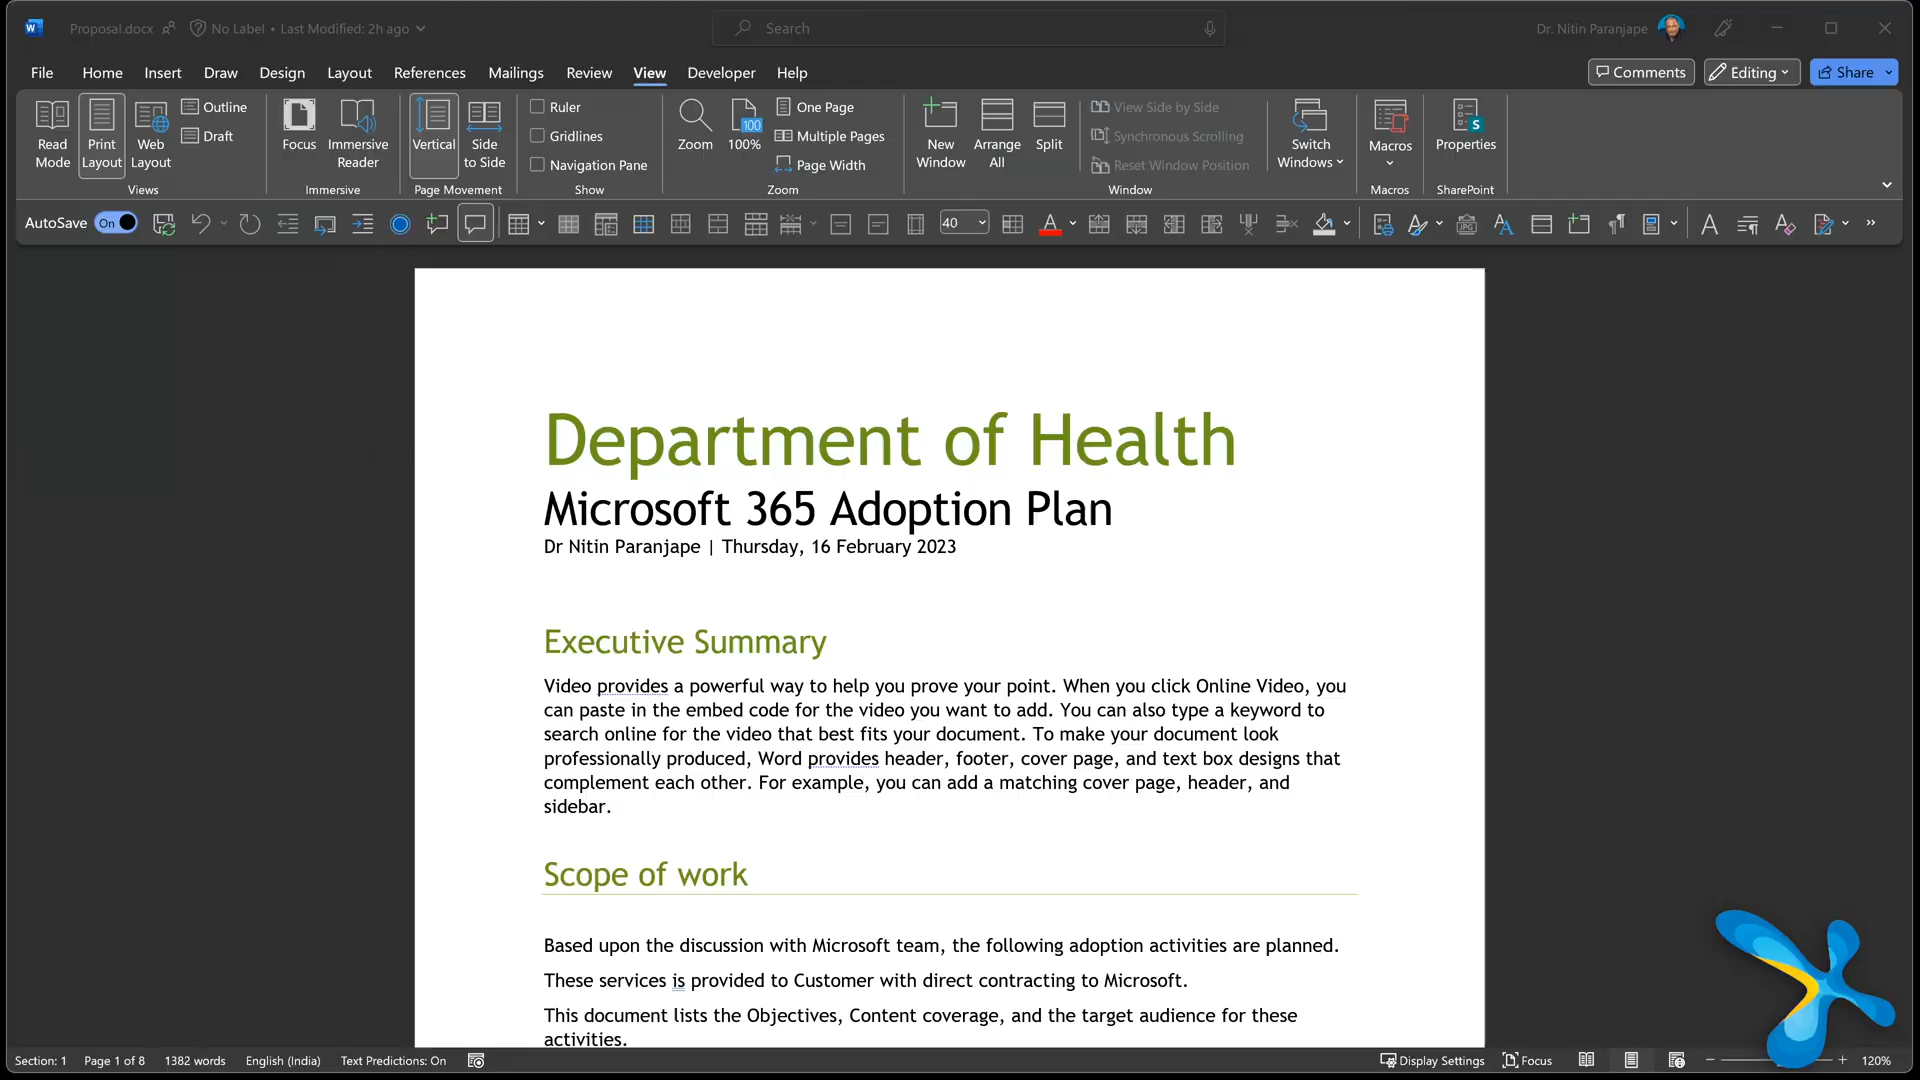 Proposal.docx No Label • Last Modified: 2h ago
Search
Dr. Nitin Paranjape
File Home Insert Draw Design Layout References Mailings Review View Developer Help
Comments Editing Share
Read Mode
Print Layout
Web Layout
Outline
Draft
Views
Focus
Immersive Reader
Immersive
Vertical
Side to Side
Page Movement
Ruler
Gridlines
Navigation Pane
Show
Zoom
100
100%
One Page
Multiple Pages
Page Width
Zoom
New Window
Arrange All
Split
View Side by Side
Synchronous Scrolling
Reset Window Position
Switch Windows
Window
Macros
Macros
S
Properties
SharePoint
AutoSave On
40
JPG
Department of Health
Microsoft 365 Adoption Plan
Dr Nitin Paranjape | Thursday, 16 February 2023
Executive Summary
Video provides a powerful way to help you prove your point. When you click Online Video, you
can paste in the embed code for the video you want to add. You can also type a keyword to
search online for the video that best fits your document. To make your document look
professionally produced, Word provides header, footer, cover page, and text box designs that
complement each other. For example, you can add a matching cover page, header, and
sidebar.
Scope of work
Based upon the discussion with Microsoft team, the following adoption activities are planned.
These services is provided to Customer with direct contracting to Microsoft.
This document lists the Objectives, Content coverage, and the target audience for these
activities.
Section: 1 Page 1 of 8 1382 words English (India) Text Predictions: On
Display Settings Focus 120%